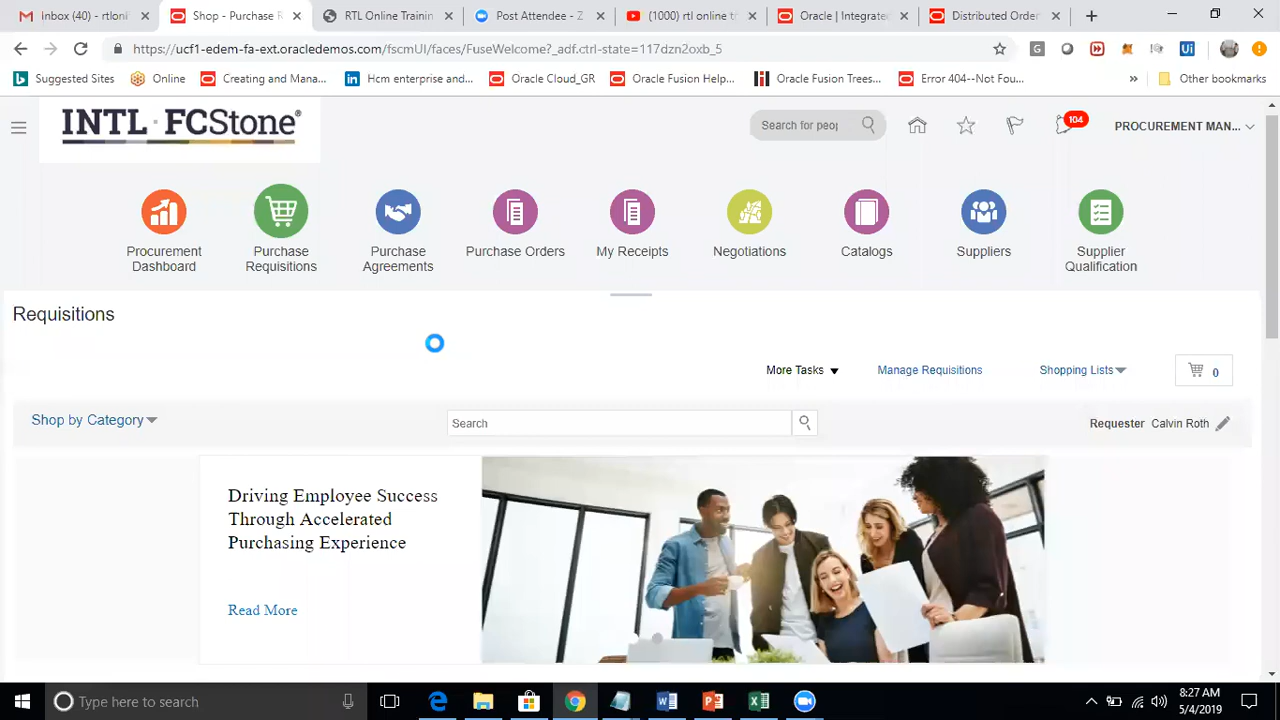 Inbox (40) - rtloni
Shop - Purchase R
RTL Online Trainin
Post Attendee - Z
(1000) rtl online tr
Oracle | Integrate
Distributed Order
https://ucf1-edem-fa-ext.oracledemos.com/fscmUI/faces/FuseWelcome?_adf.ctrl-state=117dzn2oxb_5
Suggested Sites
Online
Creating and Mana...
Hcm enterprise and...
Oracle Cloud_GR
Oracle Fusion Help...
Oracle Fusion Trees...
Error 404--Not Fou...
Other bookmarks
INTL FCStone®
Search for peop
104
PROCUREMENT MAN...
Procurement Dashboard
Purchase Requisitions
Purchase Agreements
Purchase Orders
My Receipts
Negotiations
Catalogs
Suppliers
Supplier Qualification
Requisitions
More Tasks
Manage Requisitions
Shopping Lists
0
Shop by Category
Search
Requester Calvin Roth
Driving Employee Success
Through Accelerated
Purchasing Experience
Read More
Type here to search
8:27 AM
5/4/2019